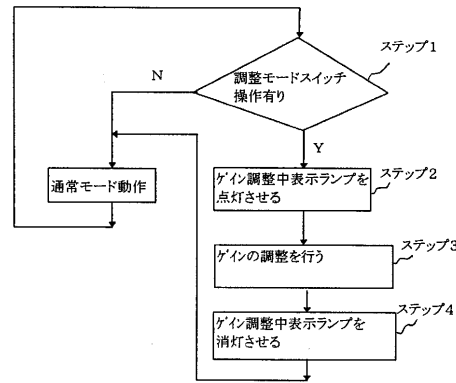 ステップ1
N
調整モードスイッチ
操作有り
Y
通常モード動作
ゲイン調整中表示ランプを
点灯させる
ステップ2
ゲインの調整を行う
ステップ3
ゲイン調整中表示ランプを
消灯させる
ステップ4